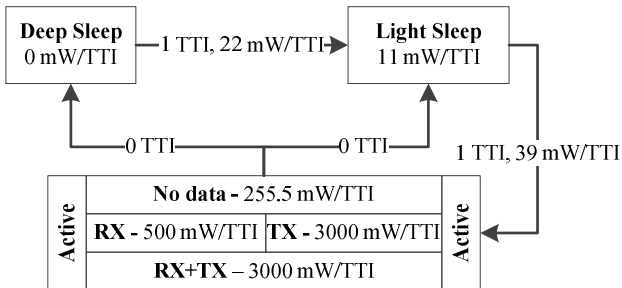 Deep Sleep
0 mW/TTI
1 TTI, 22 mW/TTI
Light Sleep
11 mW/TTI
0 TTI
0 TTI
1 TTI, 39 mW/TTI
Active
No data - 255.5 mW/TTI
RX - 500 mW/TTI
TX - 3000 mW/TTI
RX+TX – 3000 mW/TTI
Active